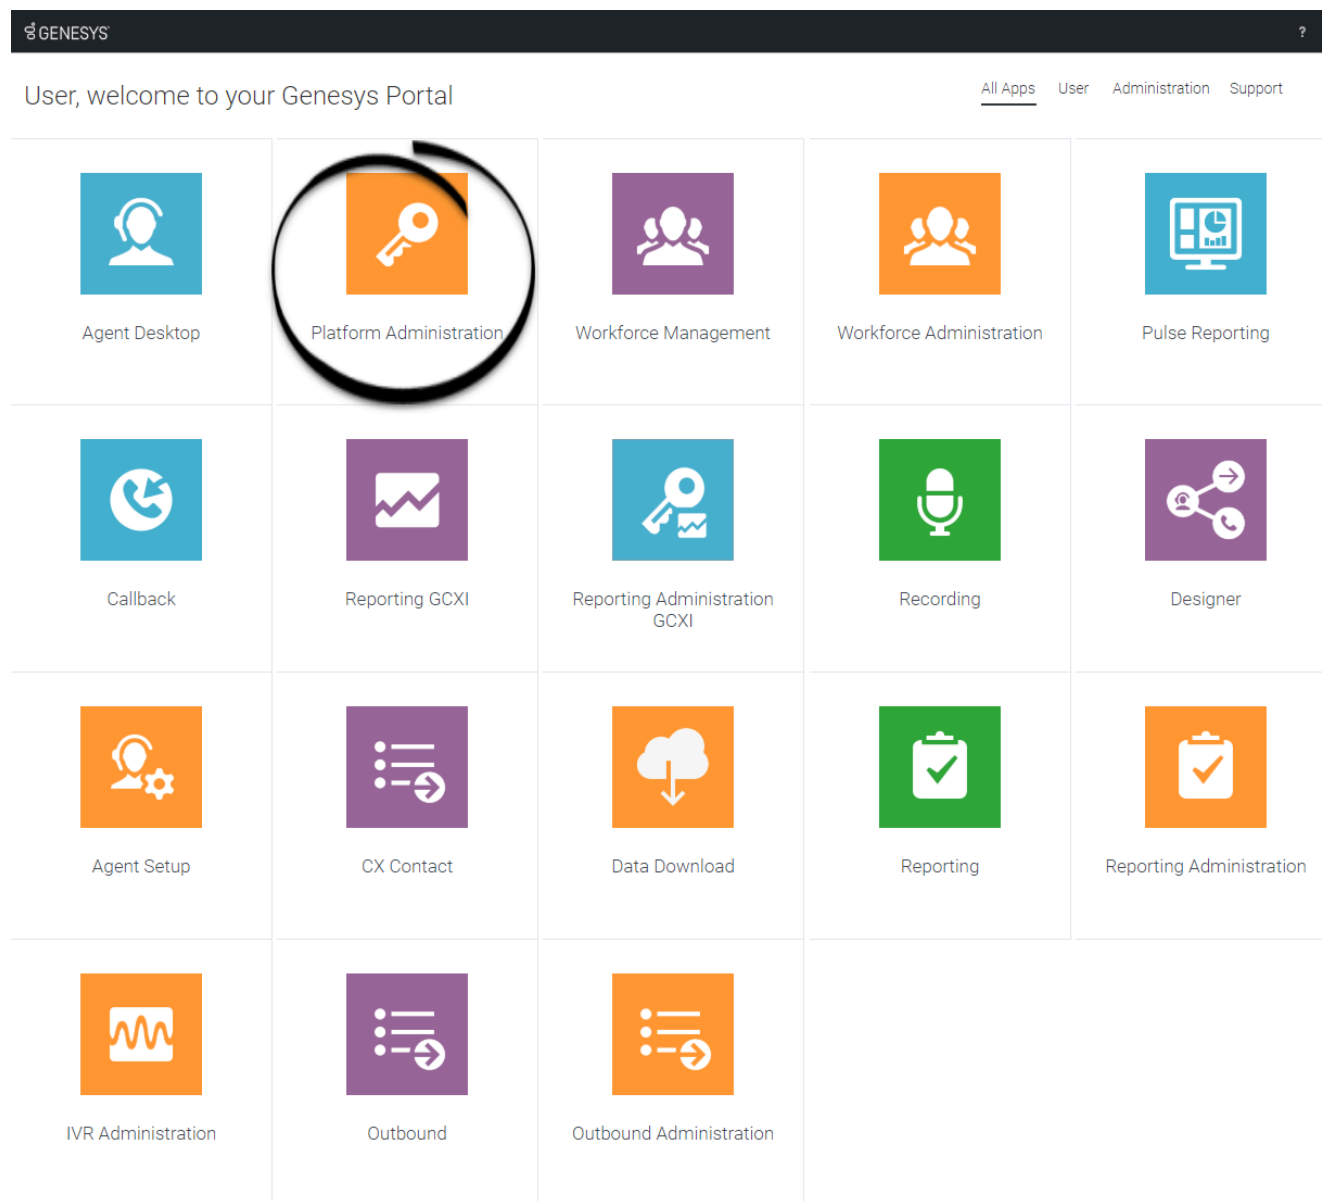 GENESYS
?
User, welcome to your Genesys Portal
All Apps User Administration Support
Agent Desktop
Platform Administration
Workforce Management
Workforce Administration
Pulse Reporting
Callback
Reporting GCXI
Reporting Administration
GCXI
Recording
Designer
Agent Setup
CX Contact
Data Download
Reporting
Reporting Administration
IVR Administration
Outbound
Outbound Administration